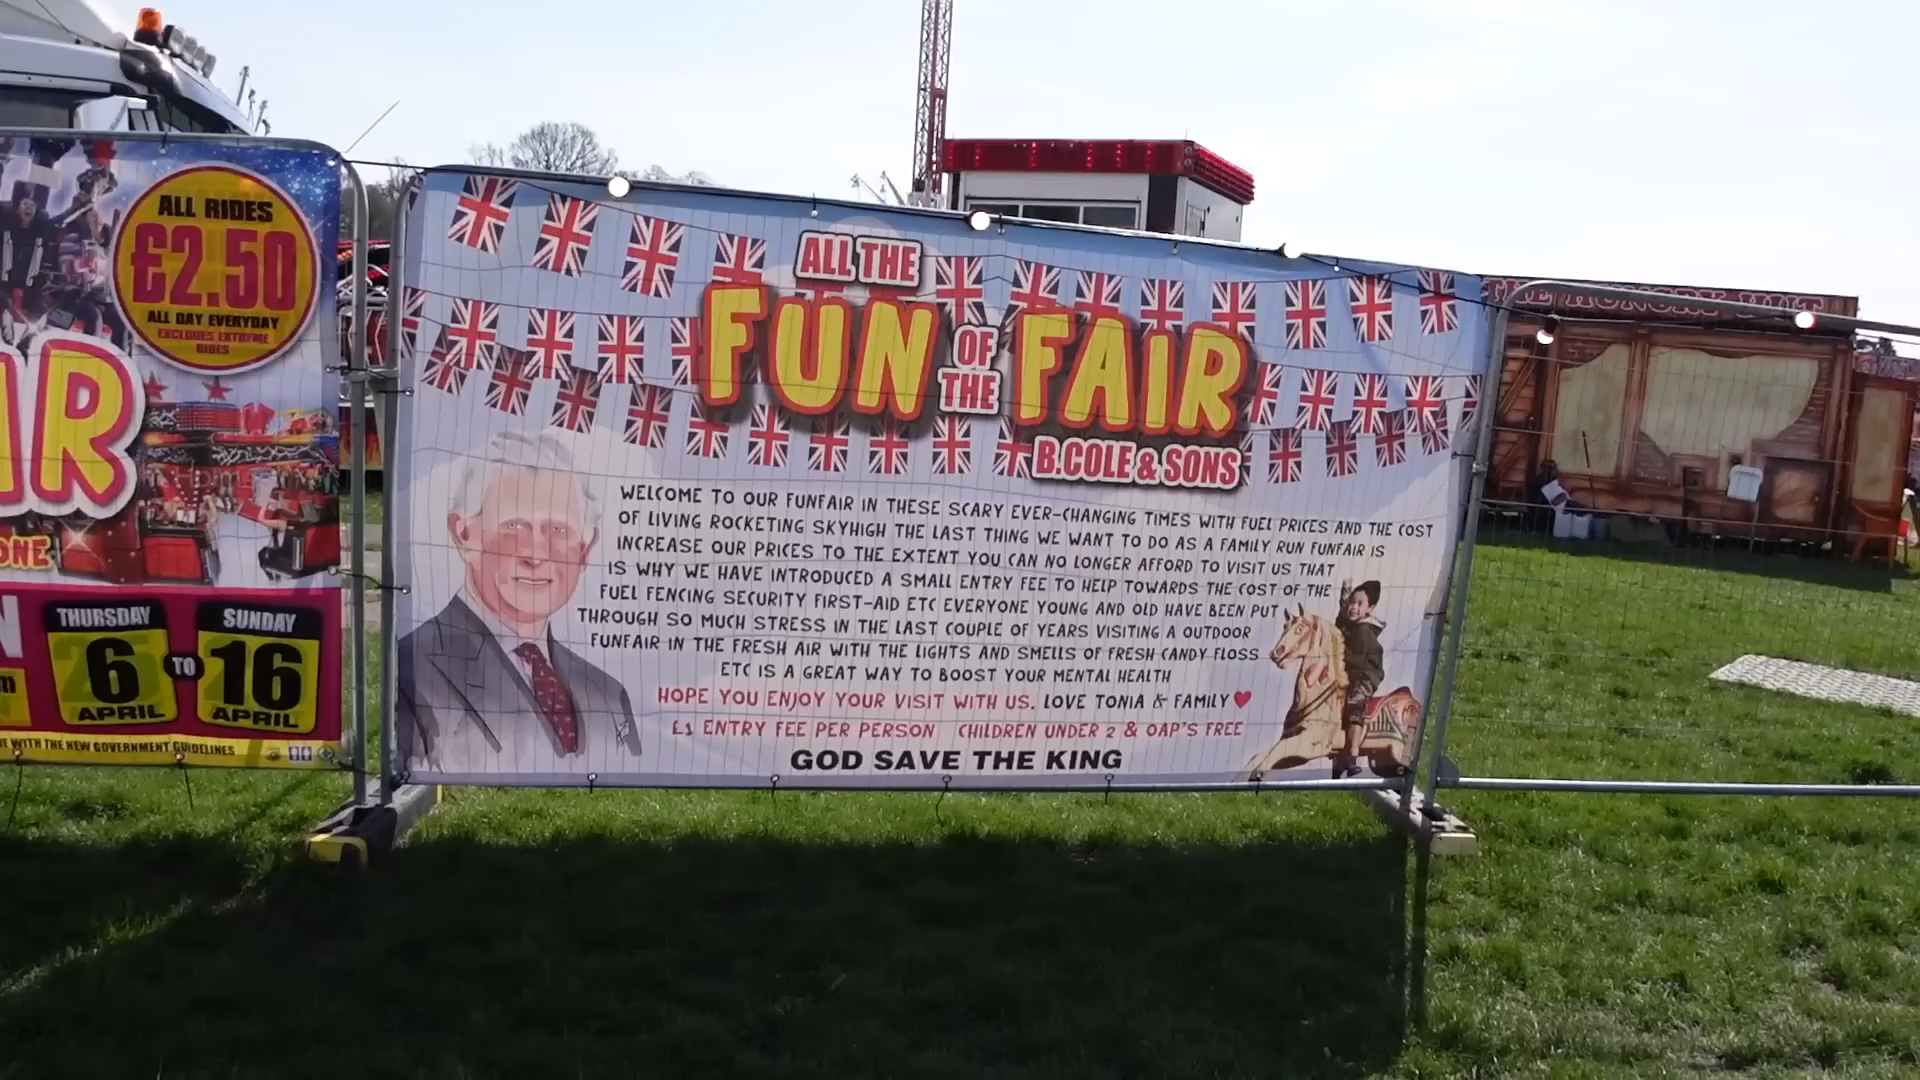 ALL RIDES
£2.50
ALL DAY EVERYDAY
EXCLUDES EXTREME
RIDES
THURSDAY
6
APRIL
TO
SUNDAY
16
APRIL
WITH THE NEW GOVERNMENT GUIDELINES
ALL THE
FUN OF THE FAIR
B.COLE & SONS
WELCOME TO OUR FUNFAIR IN THESE SCARY EVER-CHANGING TIMES WITH FUEL PRICES AND THE COST
OF LIVING ROCKETING SKYHIGH THE LAST THING WE WANT TO DO AS A FAMILY RUN FUNFAIR IS
INCREASE OUR PRICES TO THE EXTENT YOU CAN NO LONGER AFFORD TO VISIT US THAT
IS WHY WE HAVE INTRODUCED A SMALL ENTRY FEE TO HELP TOWARDS THE COST OF THE
FUEL FENCING SECURITY FIRST-AID ETC EVERYONE YOUNG AND OLD HAVE BEEN PUT
THROUGH SO MUCH STRESS IN THE LAST COUPLE OF YEARS VISITING A OUTDOOR
FUNFAIR IN THE FRESH AIR WITH THE LIGHTS AND SMELLS OF FRESH CANDY FLOSS
ETC IS A GREAT WAY TO BOOST YOUR MENTAL HEALTH
HOPE YOU ENJOY YOUR VISIT WITH US. LOVE TONIA & FAMILY
£1 ENTRY FEE PER PERSON CHILDREN UNDER 2 & OAP'S FREE
GOD SAVE THE KING
THE HUNGRY HUT